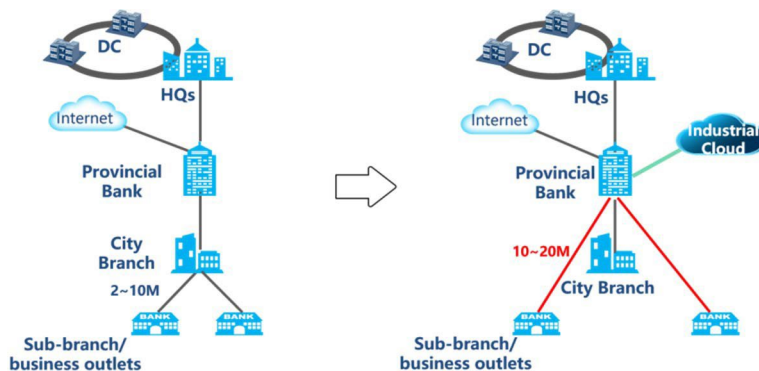 DC
HQs
Internet
Provincial
Bank
City
Branch
2~10M
BANK
BANK
Sub-branch/
business outlets
DC
HQs
Internet
Industrial
Cloud
Provincial
Bank
10~20M
City Branch
BANK
BANK
Sub-branch/
business outlets